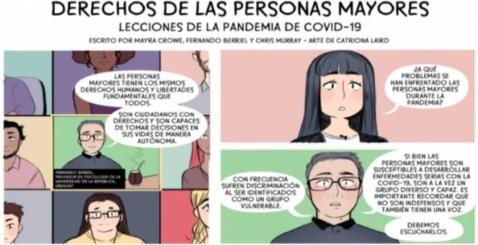 DERECHOS DE LAS PERSONAS MAYORES
LECCIONES DE LA PANDEMIA DE COVID-19
ESCRITO POR MAYRA CROWE, FERNANDO BERRIEL Y CHRIS MURRAY - ARTE DE CATRIONA LAIRD
LAS PERSONAS
MAYORES TIENEN LOS MISMOS
DERECHOS HUMANOS Y LIBERTADES
FUNDAMENTALES QUE
TODOS.
SON CIUDADANOS CON
DERECHOS Y SON CAPACES
DE TOMAR DECISIONES EN
SUS VIDAS DE MANERA
AUTÓNOMA.
FERNANDO BERRIEL,
PROFESOR DE PSICOLOGÍA DE LA
UNIVERSIDAD DE LA REPÚBLICA,
URUGUAY
¿A QUÉ
PROBLEMAS SE
HAN ENFRENTADO LAS
PERSONAS MAYORES
DURANTE LA
PANDEMIA?
CON FRECUENCIA
SUFREN DISCRIMINACIÓN
AL SER IDENTIFICADOS
COMO UN GRUPO
VULNERABLE.
SI BIEN LAS
PERSONAS MAYORES SON
SUSCEPTIBLES A DESARROLLAR
ENFERMEDADES SERIAS CON LA
COVID-19, SON A LA VEZ UN
GRUPO DIVERSO Y CAPAZ. ES
IMPORTANTE RECORDAR QUE
NO SON INDEFENSOS Y QUE
TAMBIÉN TIENEN UNA VOZ.
DEBEMOS
ESCUCHARLOS.